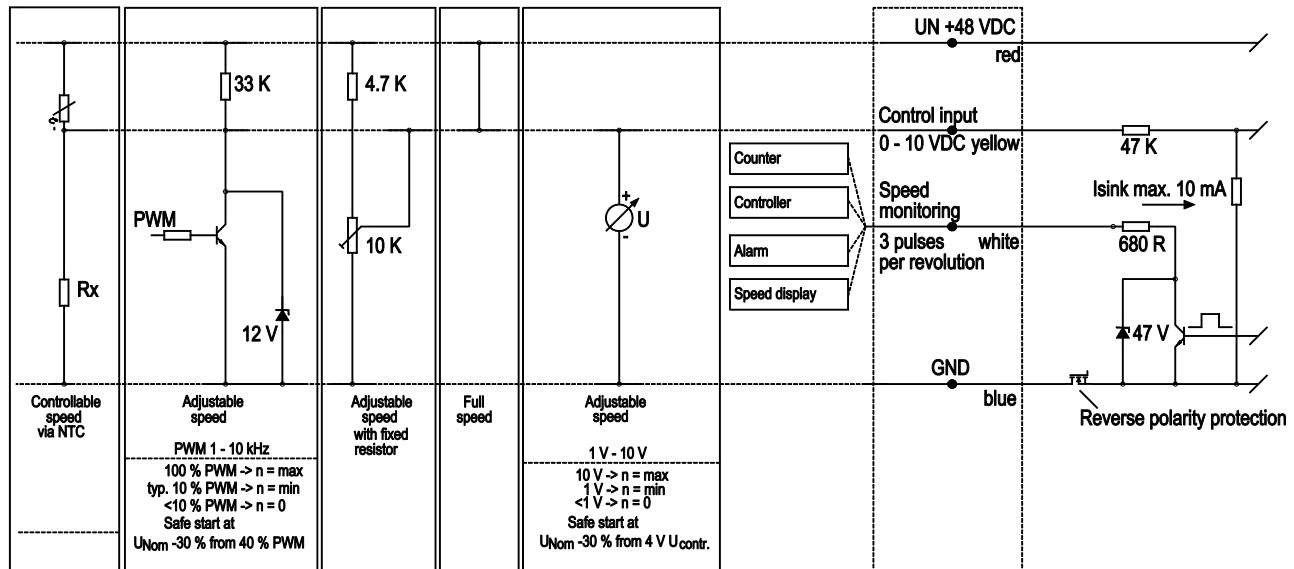 UN +48 VDC
red
33 K
4.7 K
Control input
0 - 10 VDC yellow
47 K
Counter
Controller
Alarm
Speed display
Speed
monitoring
3 pulses white
per revolution
Isink max. 10 mA
680 R
PWM
10 K
+
U
-
Rx
12 V
47 V
GND
blue
Reverse polarity protection
Controllable
speed
via NTC
Adjustable
speed
PWM 1 - 10 kHz
100 % PWM -> n = max
typ. 10 % PWM -> n = min
<10 % PWM -> n = 0
Safe start at
UNom -30 % from 40 % PWM
Adjustable
speed
with fixed
resistor
Full
speed
Adjustable
speed
1 V - 10 V
10 V -> n = max
1 V -> n = min
<1 V -> n = 0
Safe start at
UNom -30 % from 4 V Ucontr.